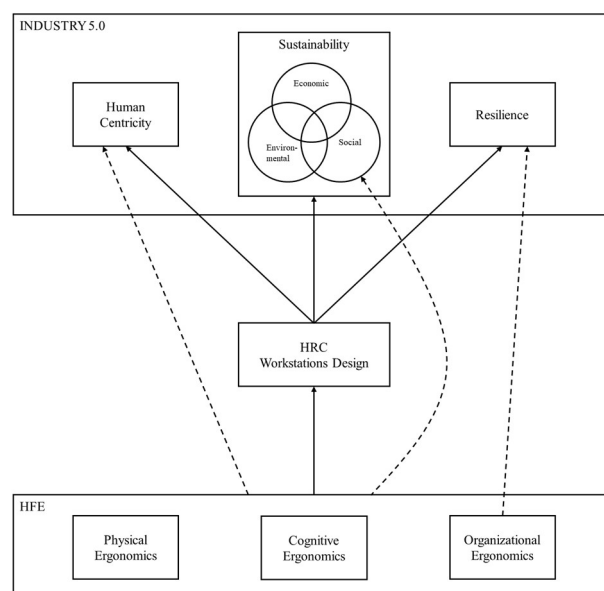 INDUSTRY 5.0
Sustainability
Economic
Environ-
mental
Social
Human
Centricity
Resilience
HRC
Workstations Design
HFE
Physical
Ergonomics
Cognitive
Ergonomics
Organizational
Ergonomics